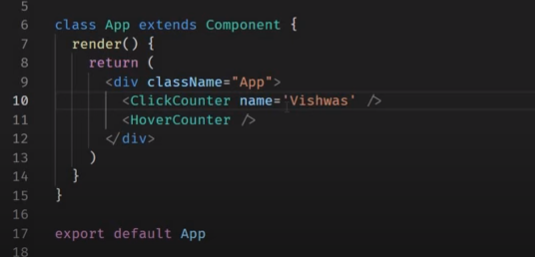 5
6 class App extends Component {
7 render() {
8 return (
9 <div className="App">
10 <ClickCounter name='Vishwas' />
11 <HoverCounter />
12 </div>
13 )
14 }
15 }
16
17 export default App
18